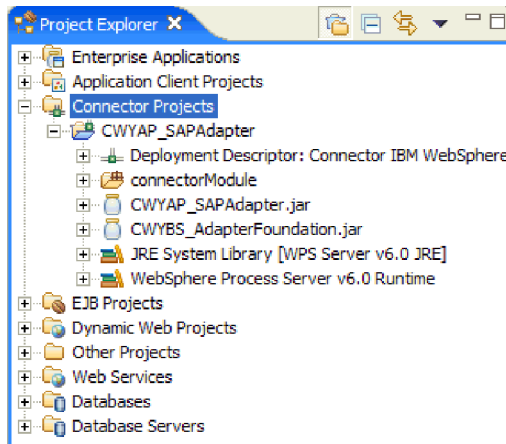 Project Explorer
Enterprise Applications
Application Client Projects
Connector Projects
CWYAP_SAPAdapter
Deployment Descriptor: Connector IBM WebSphere
connectorModule
CWYAP_SAPAdapter.jar
CWYBS_AdapterFoundation.jar
JRE System Library [WPS Server v6.0 JRE]
WebSphere Process Server v6.0 Runtime
EJB Projects
Dynamic Web Projects
Other Projects
Web Services
Databases
Database Servers